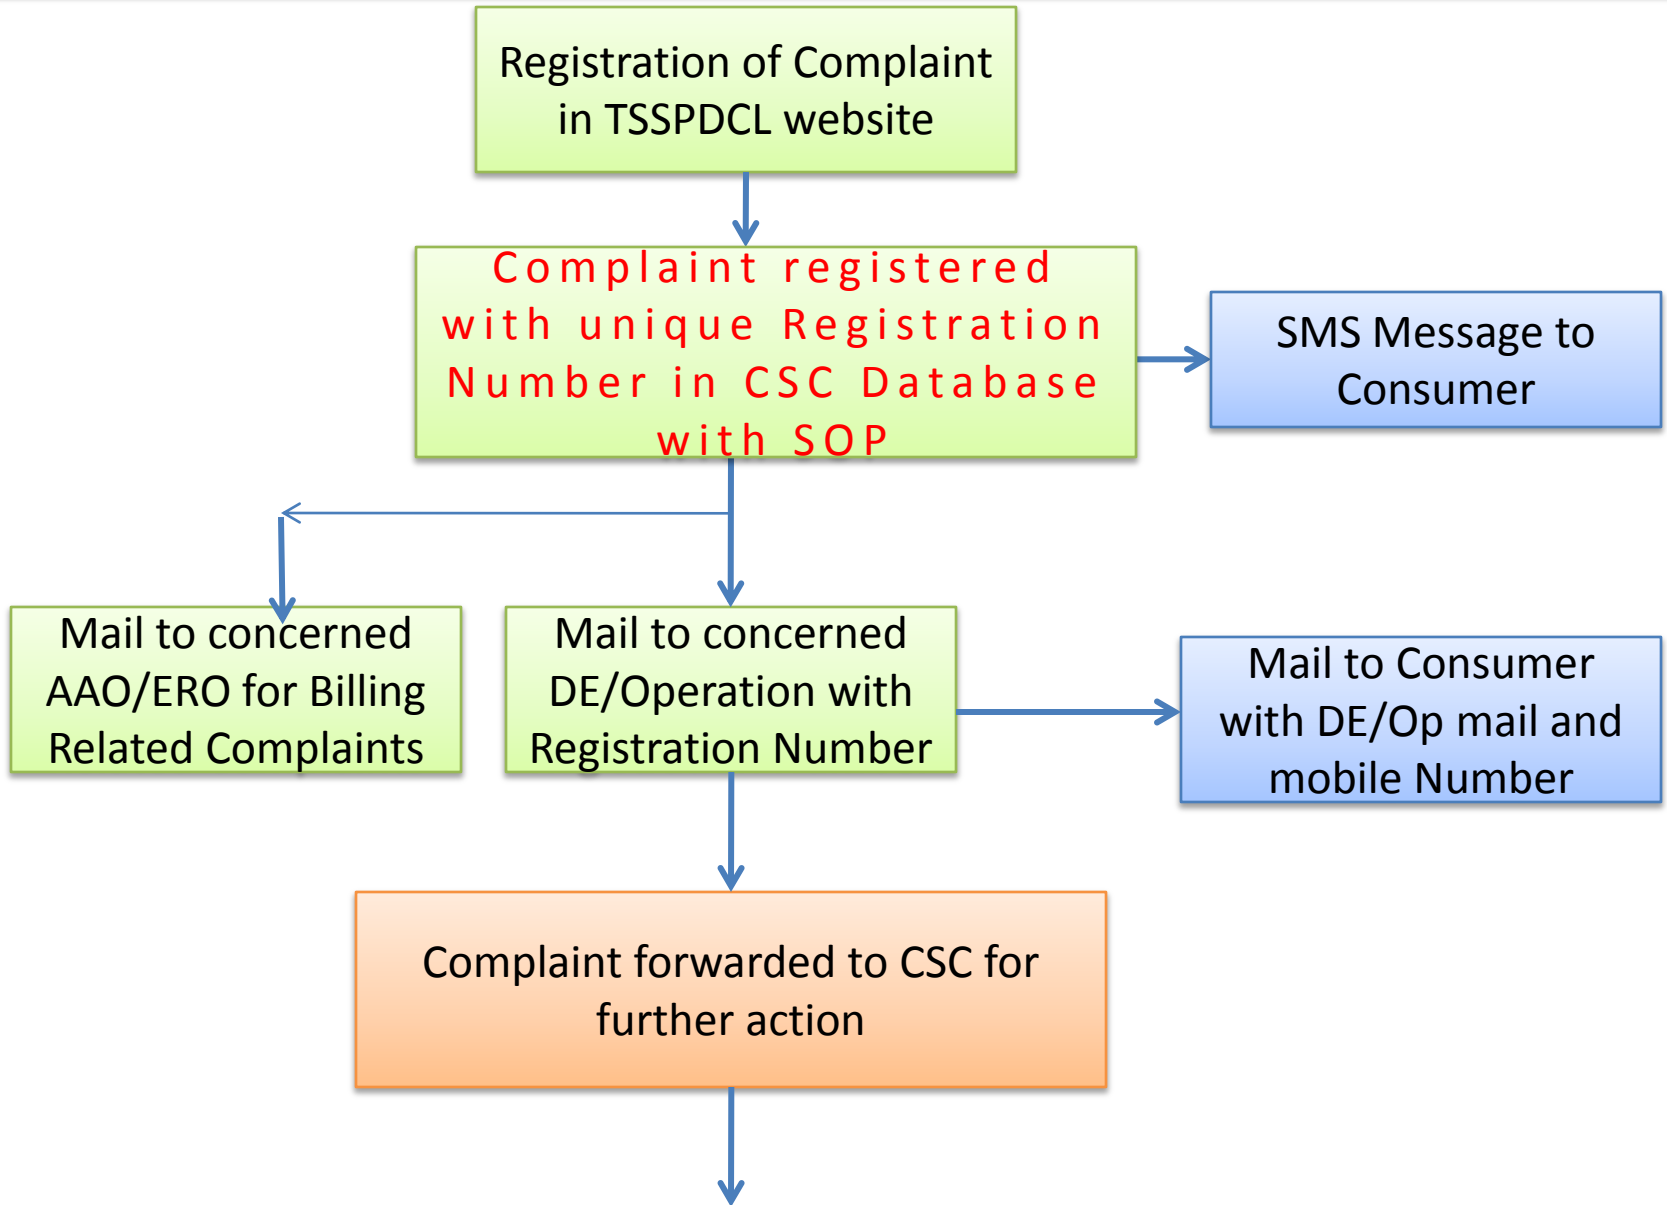 Registration of Complaint
in TSSPDCL website
Complaint registered
with unique Registration
Number in CSC Database
with SOP
SMS Message to
Consumer
Mail to concerned
AAO/ERO for Billing
Related Complaints
Mail to concerned
DE/Operation with
Registration Number
Mail to Consumer
with DE/Op mail and
mobile Number
Complaint forwarded to CSC for
further action